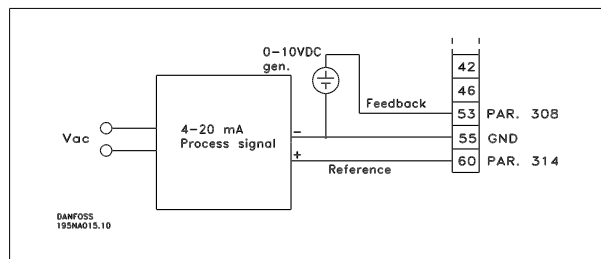 0-10VDC
gen.
42
46
Feedback
53 PAR. 308
4-20 mA
Process signal
Vac
-
55 GND
+
60 PAR. 314
Reference
DANFOSS
195NA015.10